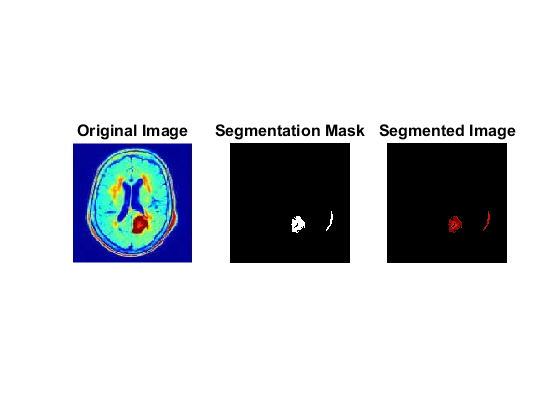 Original Image
Segmentation Mask
Segmented Image